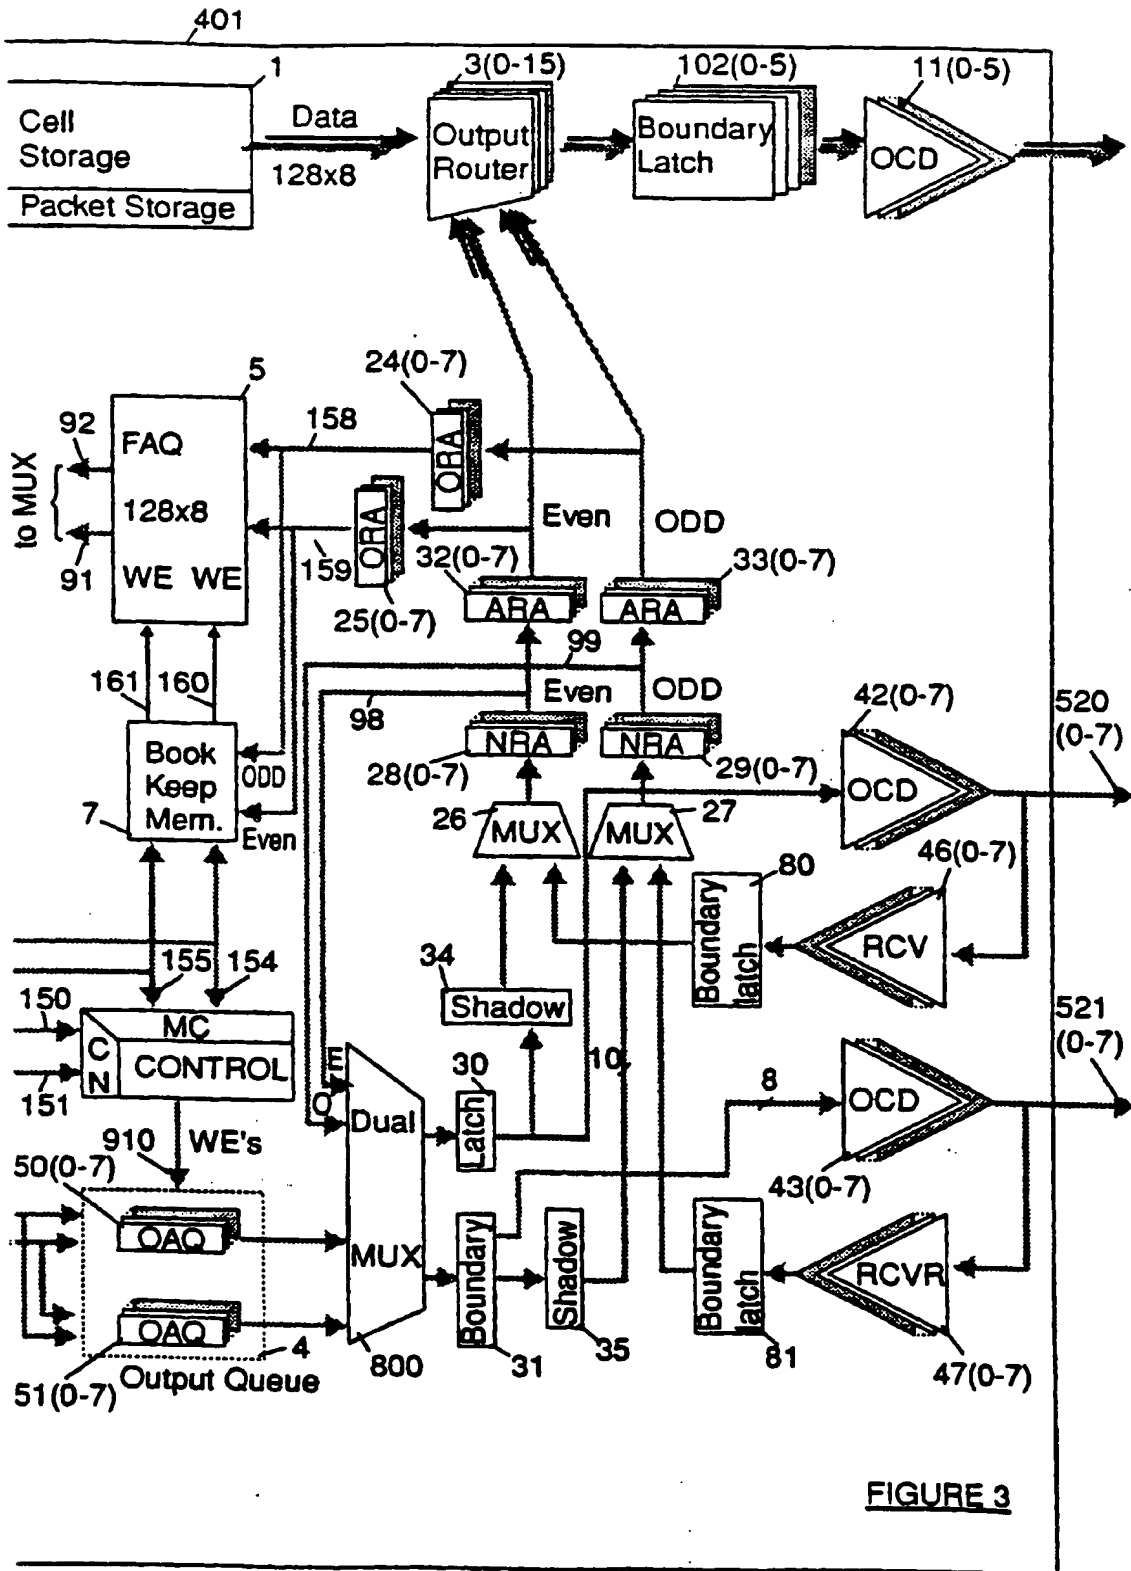 401
1
3(0-15)
102(0-5)
11(0-5)
Cell
Storage
Packet Storage
Data
128x8
Output
Router
Boundary
Latch
OCD
24(0-7)
5
92
to MUX
91
FAQ
128x8
WE WE
158
ORA
159
ORA
25(0-7)
Even
ODD
32(0-7)
33(0-7)
ARA
ARA
99
161
160
98
Even
ODD
NRA
NRA
28(0-7)
29(0-7)
42(0-7)
520
(0-7)
Book
Keep
Mem.
ODD
Even
7
26
MUX
MUX
27
OCD
46(0-7)
80
Boundary
latch
RCV
155
154
34
Shadow
150
151
MC
C
N
CONTROL
521
(0-7)
E
O
30
10
Dual
Latch
8
OCD
43(0-7)
910
WE's
50(0-7)
OAQ
MUX
Boundary
Shadow
Boundary
latch
RCVR
OAQ
4
800
31
35
81
47(0-7)
51(0-7)
Output Queue
FIGURE 3